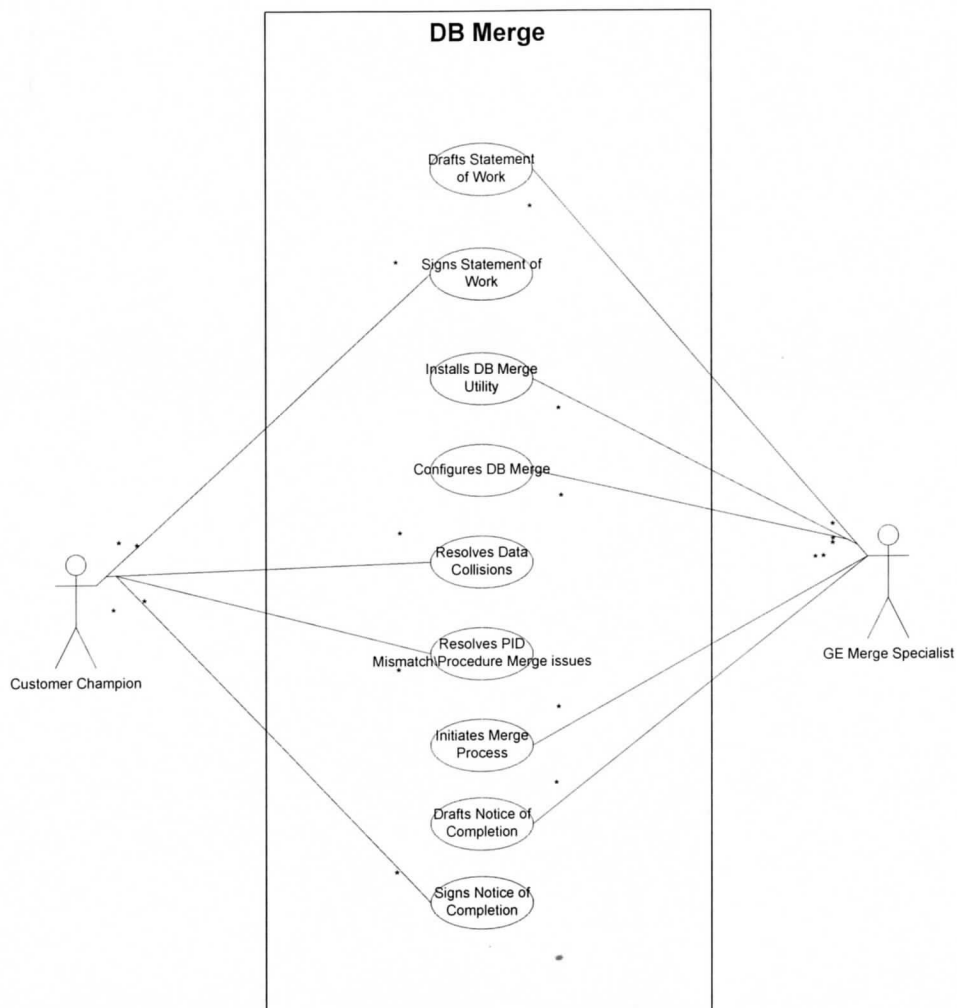 DB Merge
Drafts Statement
of Work
*
*
Signs Statement of
Work
Installs DB Merge
Utility
*
Configures DB Merge
*
*
*
*
*
*
*
*
*
*
Resolves Data
Collisions
*
*
Resolves PID
Mismatch\Procedure Merge issues
*
Customer Champion
GE Merge Specialist
*
Initiates Merge
Process
*
Drafts Notice of
Completion
*
Signs Notice of
Completion